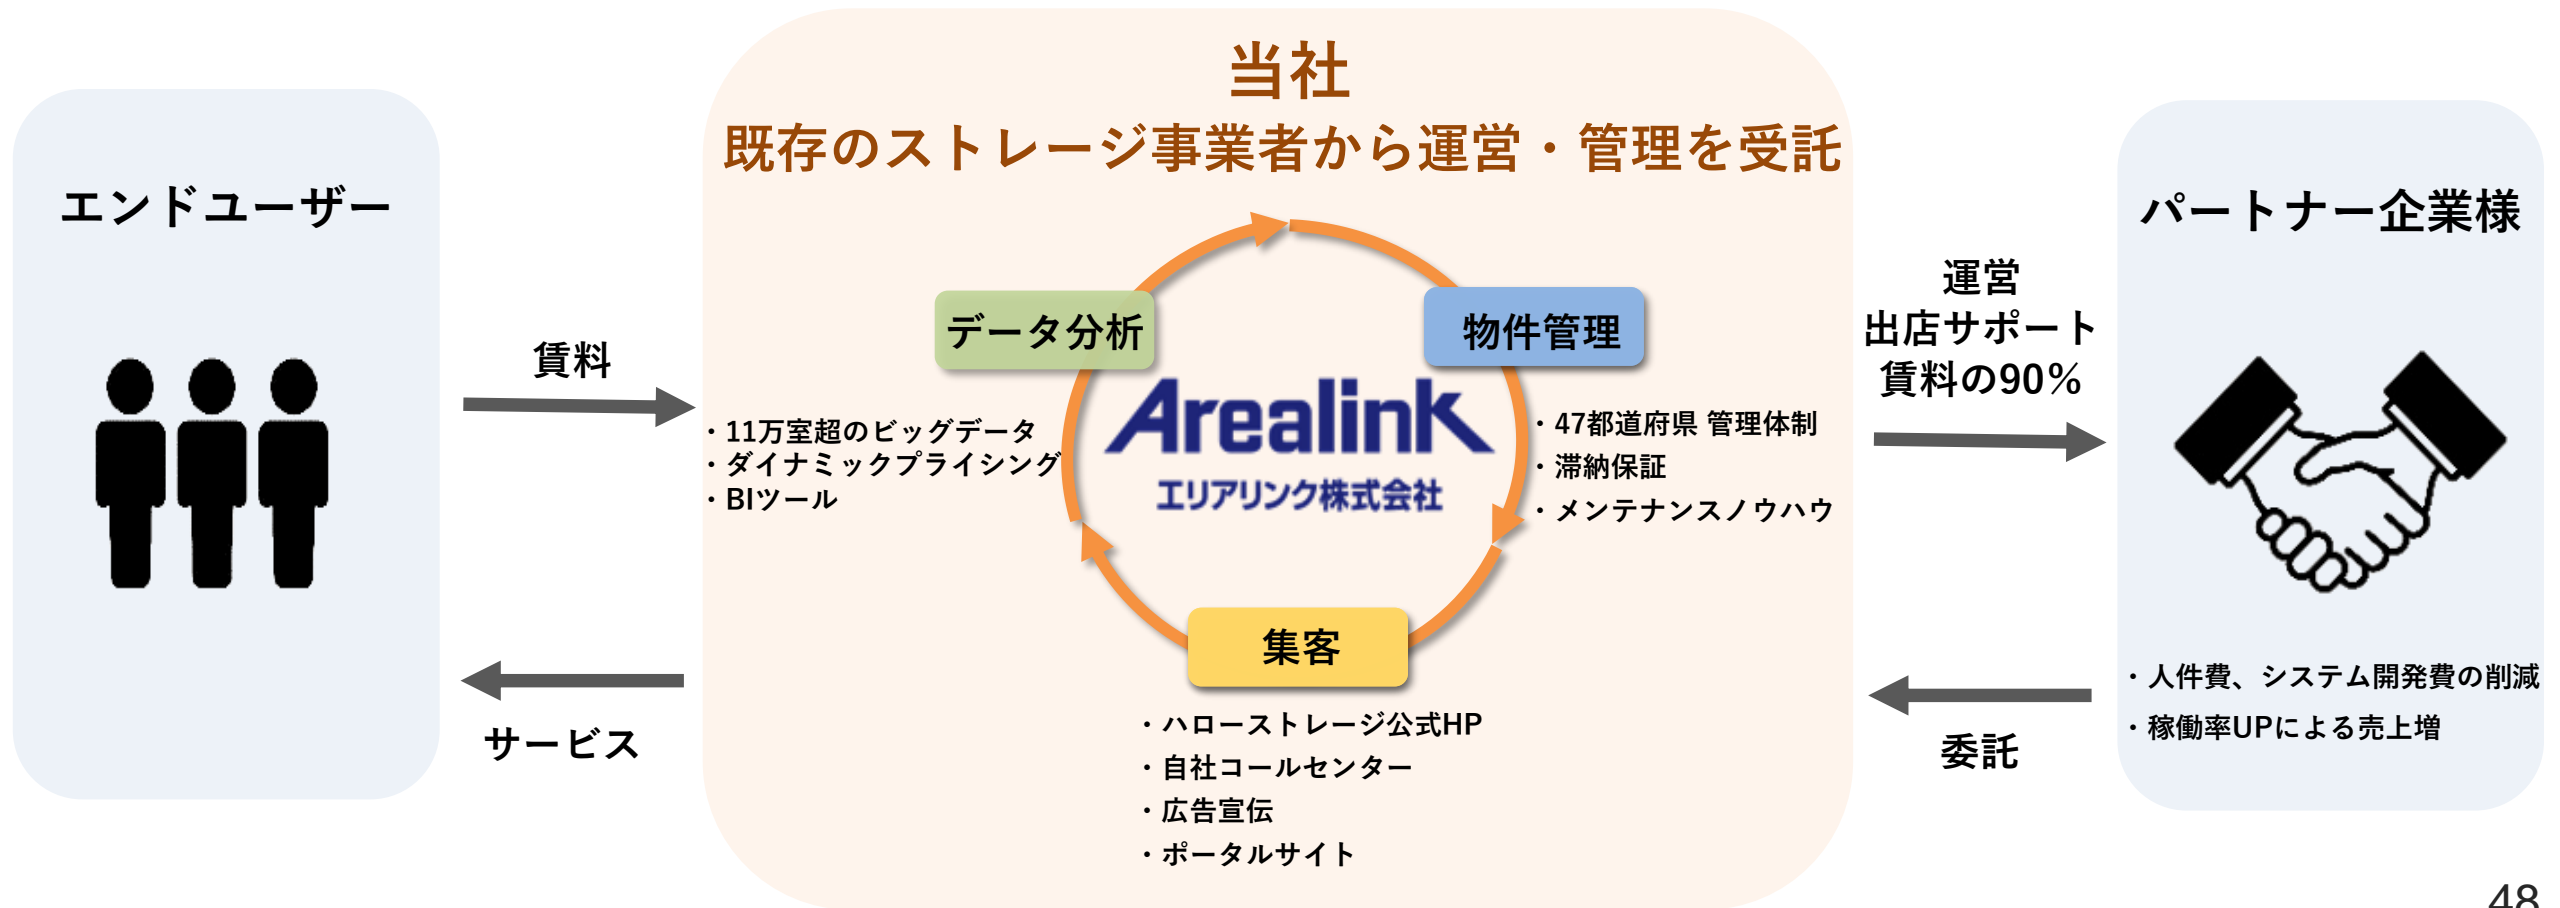 当社
既存のストレージ事業者から運営・管理を受託
エンドユーザー
賃料
サービス
データ分析
・11万室超のビッグデータ
・ダイナミックプライシング
・BIツール
Arealink
エリアリンク株式会社
物件管理
・47都道府県 管理体制
・滞納保証
・メンテナンスノウハウ
集客
・ハローストレージ公式HP
・自社コールセンター
・広告宣伝
・ポータルサイト
運営
出店サポート
賃料の90%
委託
パートナー企業様
・人件費、システム開発費の削減
・稼働率UPによる売上増
48